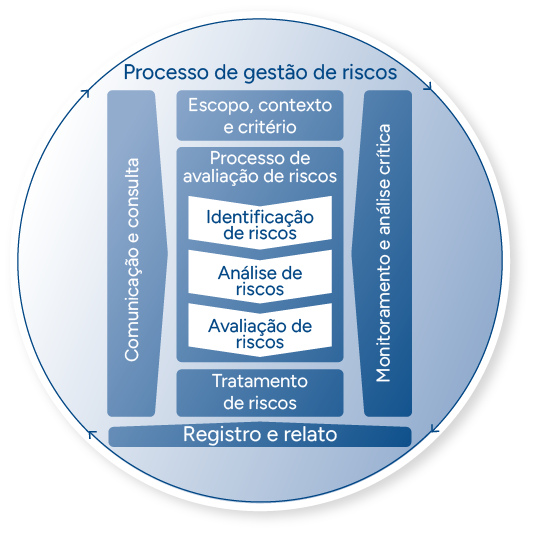 Processo de gestão de riscos
Escopo, contexto
e critério
Processo de
avaliação de riscos
Identificação
de riscos
Análise de
riscos
Avaliação de
riscos
Tratamento
de riscos
Comunicação e consulta
Monitoramento e análise crítica
Registro e relato